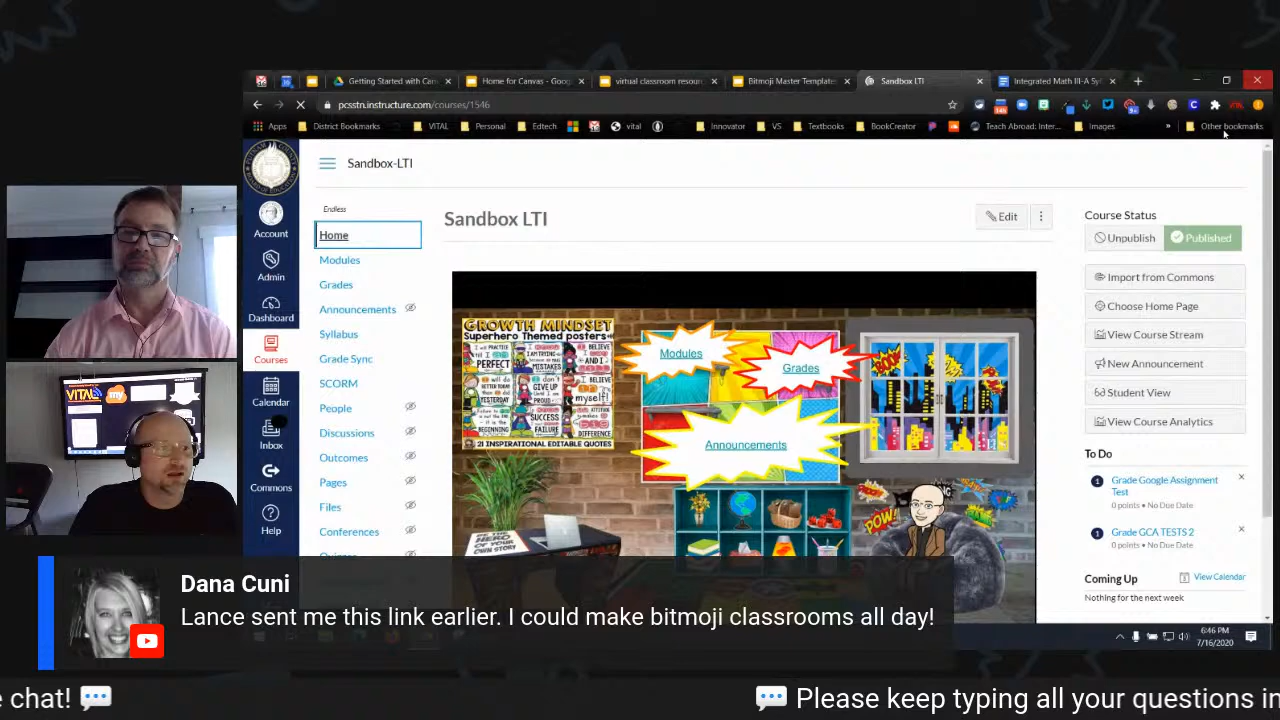 Getting Started with Can
Home for Canvas - Goog
virtual classroom resour
Bitmoji Master Template
Sandbox LTI
Integrated Math III-A Sy
pcsstn.instructure.com/courses/1546
Apps
District Bookmarks
VITAL
Personal
Edtech
vital
Innovator
VS
Textbooks
BookCreator
Teach Abroad: Inter...
Images
Other bookmarks
Sandbox-LTI
Account
Admin
Dashboard
Courses
Calendar
Inbox
Commons
Help
Endless
Home
Modules
Grades
Announcements
Syllabus
Grade Sync
SCORM
People
Discussions
Outcomes
Pages
Files
Conferences
Sandbox LTI
Edit
GROWTH MINDSET
Superhero Themed posters
21 INSPIRATIONAL EDITABLE QUOTES
Modules
Grades
Announcements
POW!
Course Status
Unpublish
Published
Import from Commons
Choose Home Page
View Course Stream
New Announcement
Student View
View Course Analytics
To Do
1
Grade Google Assignment
Test
0 points • No Due Date
1
Grade GCA TESTS 2
0 points • No Due Date
Coming Up
View Calendar
Nothing for the next week
6:46 PM
7/16/2020
VITAL
my
Dana Cuni
Lance sent me this link earlier. I could make bitmoji classrooms all day!
e chat! 💬
💬 Please keep typing all your questions in